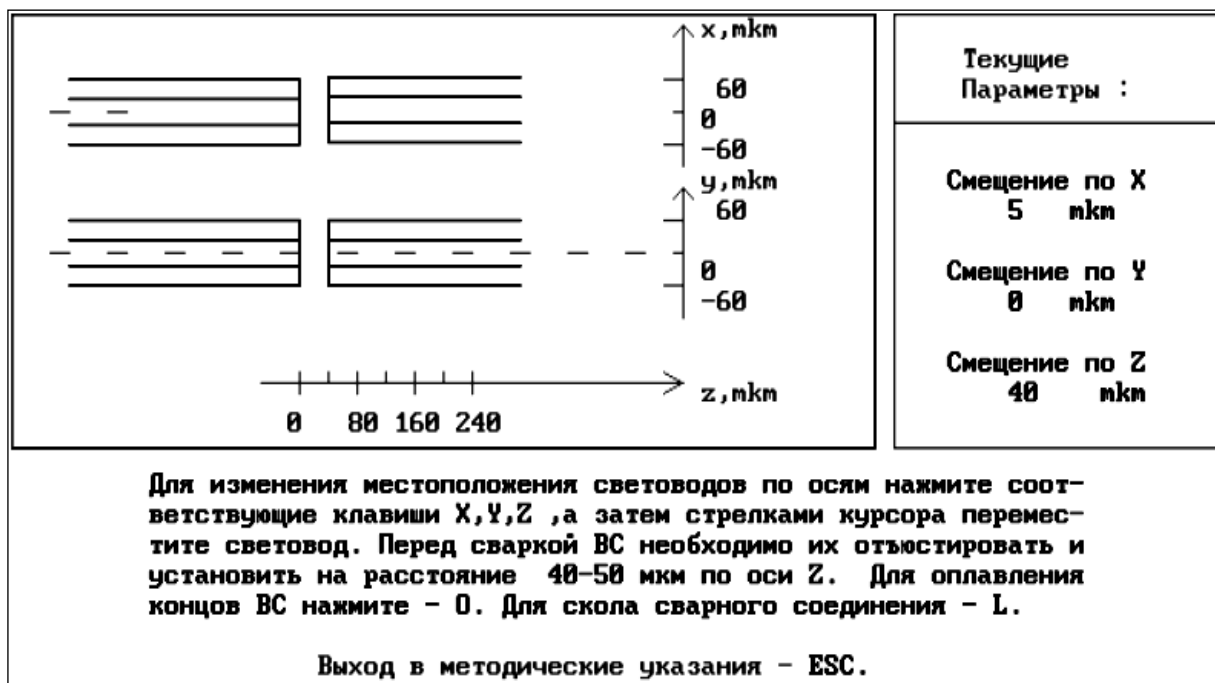 x,mkm
60
0
-60
y,mkm
60
0
-60
z,mkm
0 80 160 240
Текущие
Параметры :
Смещение по X
5 mkm
Смещение по Y
0 mkm
Смещение по Z
40 mkm
Для изменения местоположения световодов по осям нажмите соот-
ветствующие клавиши X,Y,Z ,а затем стрелками курсора перемес-
тите световод. Перед сваркой ВС необходимо их отъюстировать и
установить на расстояние 40-50 мкм по оси Z. Для оплавления
концов ВС нажмите - O. Для скола сварного соединения - L.
Выход в методические указания - ESC.